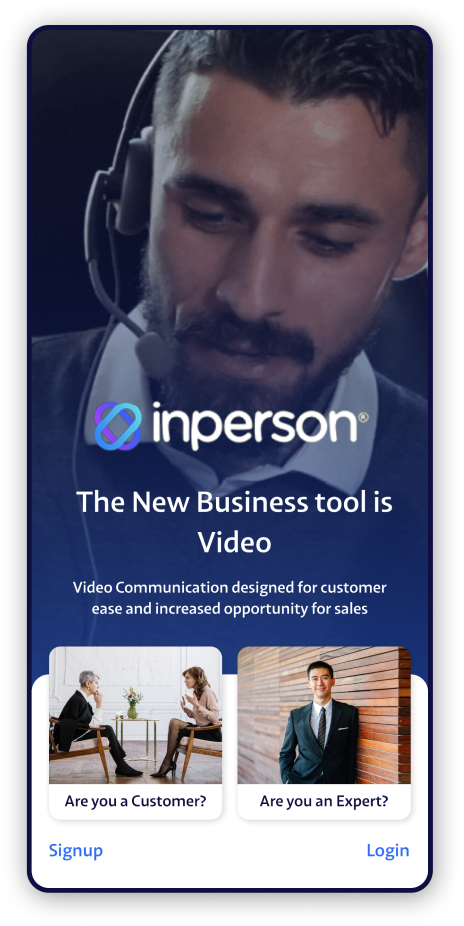 inperson®
The New Business tool is
Video
Video Communication designed for customer
ease and increased opportunity for sales
Are you a Customer?
Are you an Expert?
Signup
Login